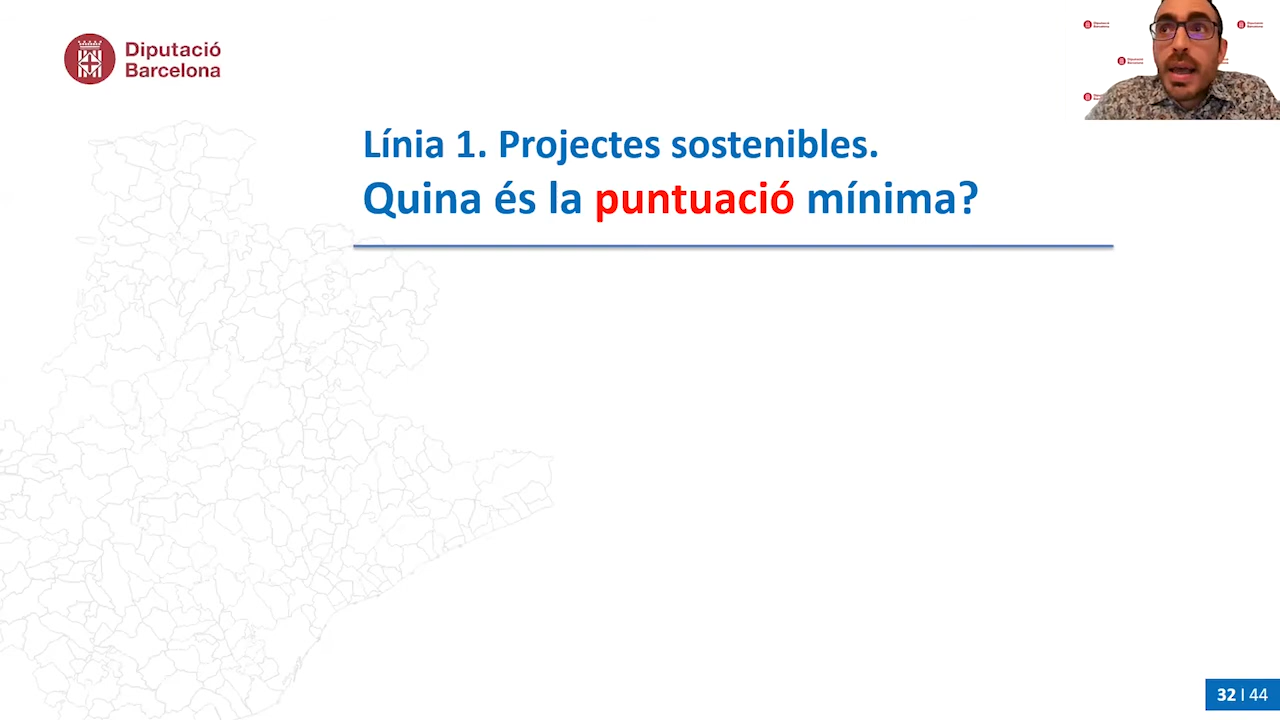 Diputació
Barcelona
Línia 1. Projectes sostenibles.
Quina és la puntuació mínima?
32 | 44